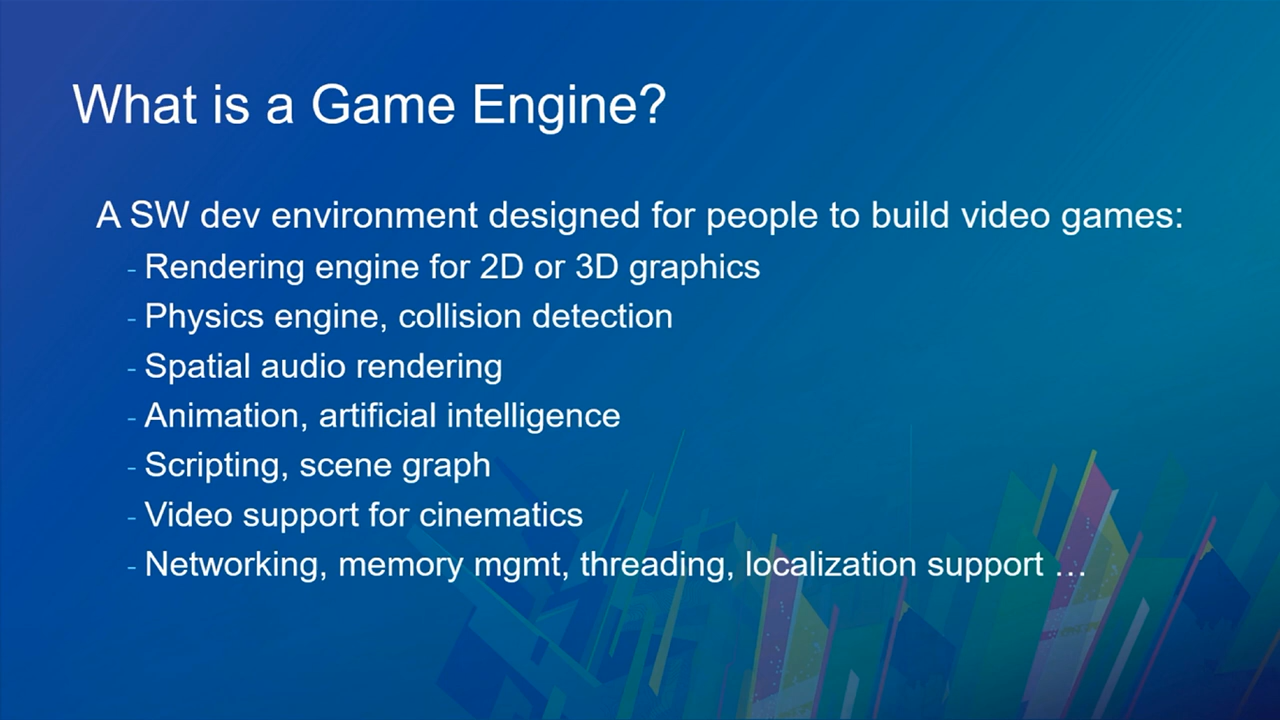 What is a Game Engine?
A SW dev environment designed for people to build video games:
- Rendering engine for 2D or 3D graphics
- Physics engine, collision detection
- Spatial audio rendering
- Animation, artificial intelligence
- Scripting, scene graph
- Video support for cinematics
- Networking, memory mgmt, threading, localization support …